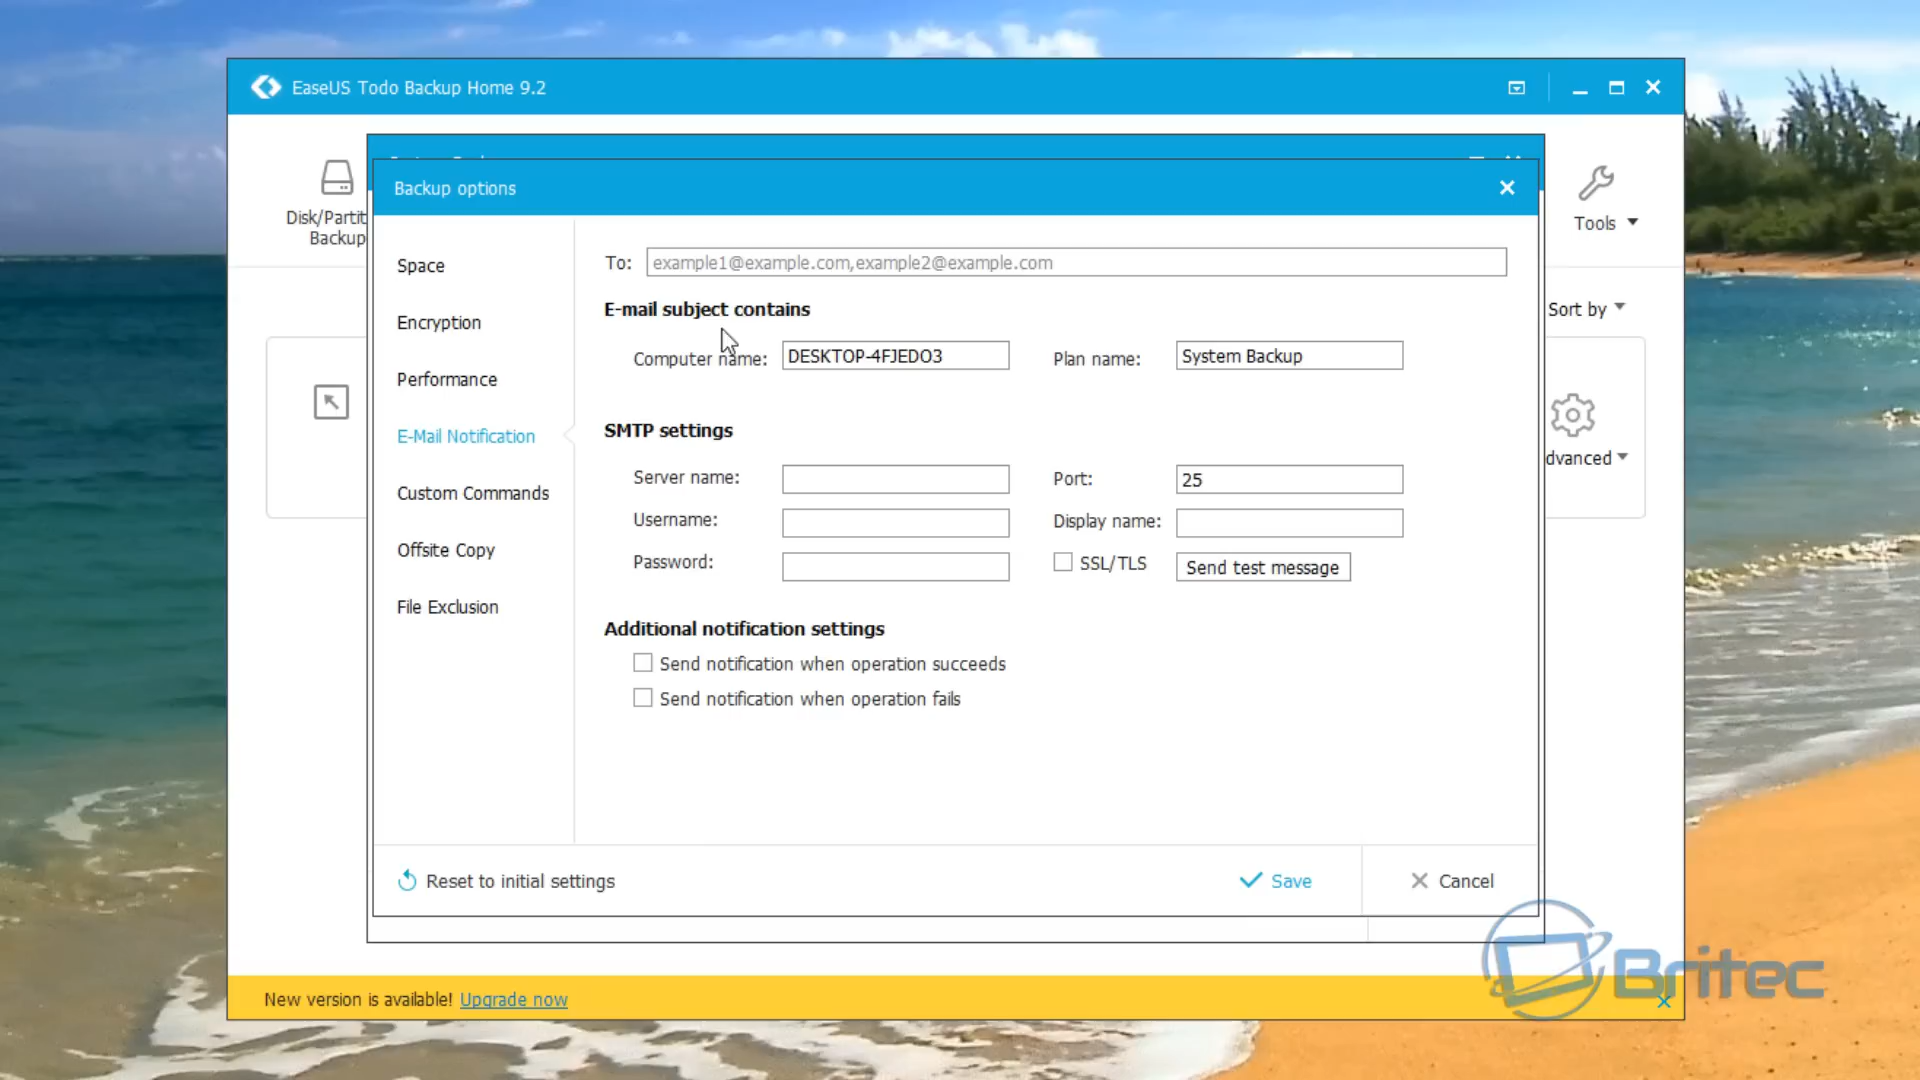 EaseUS Todo Backup Home 9.2
Disk/Partit
Backup
Tools
Sort by
dvanced
Backup options
Space
Encryption
Performance
E-Mail Notification
Custom Commands
Offsite Copy
File Exclusion
To: example1@example.com,example2@example.com
E-mail subject contains
Computer name: DESKTOP-4FJEDO3 Plan name: System Backup
SMTP settings
Server name: Port: 25
Username: Display name:
Password: SSL/TLS Send test message
Additional notification settings
Send notification when operation succeeds
Send notification when operation fails
Reset to initial settings Save Cancel
New version is available! Upgrade now
Britec